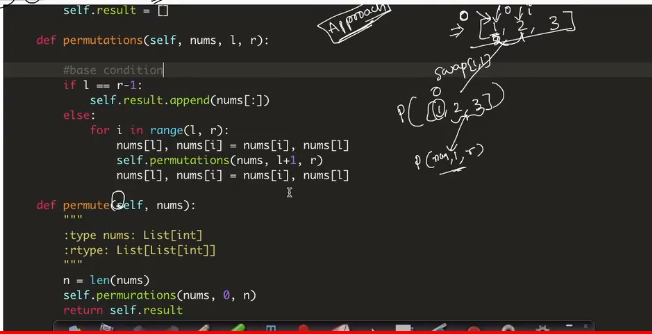 self.result = []
def permutations(self, nums, l, r):
#base condition
if l == r-1:
self.result.append(nums[:])
else:
for i in range(l, r):
nums[l], nums[i] = nums[i], nums[l]
self.permutations(nums, l+1, r)
nums[l], nums[i] = nums[i], nums[l]
def permute(self, nums):
"""
:type nums: List[int]
:rtype: List[List[int]]
"""
n = len(nums)
self.permurations(nums, 0, n)
return self.result
Approach
0 i
0
[1, 2, 3]
swap(i,l)
0
P([1, 2, 3])
P(nums, 1, r)